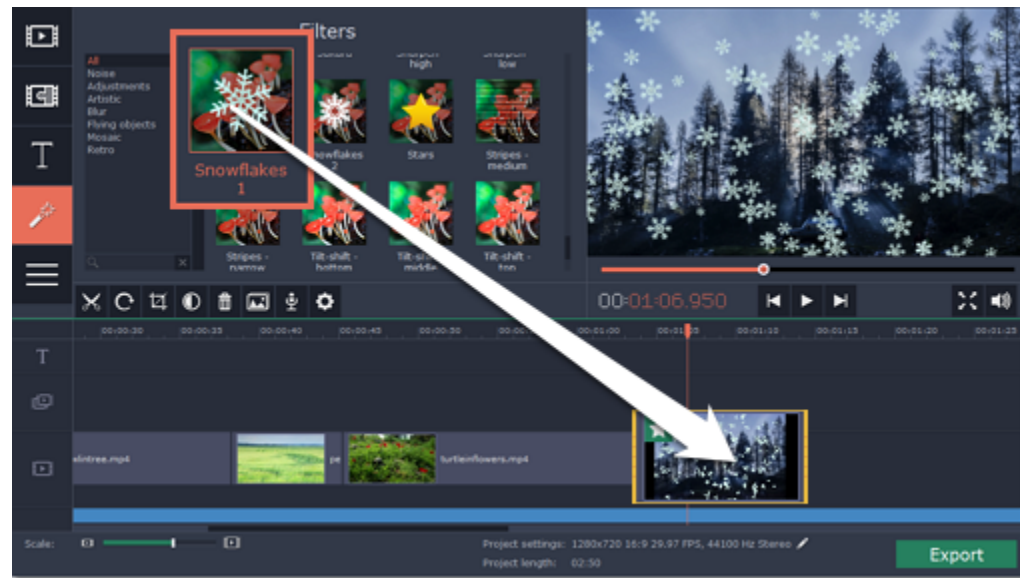 Filters
All
Noise
Adjustments
Artistic
Blur
Flying objects
Mosaic
Retro
high
low
Snowflakes
1
2
Stars
Stripes -
medium
Stripes -
narrow
Tilt-shift -
bottom
middle
Tilt-shift -
top
00:01:06.950
00:00:30
00:00:35
00:00:40
00:00:45
00:00:50
00:01:00
00:01:10
00:01:15
00:01:20
00:01:25
T
turtleinflowers.mp4
Scale:
Project settings: 1280x720 16:9 29.97 FPS, 44100 Hz Stereo
Project length: 02:50
Export